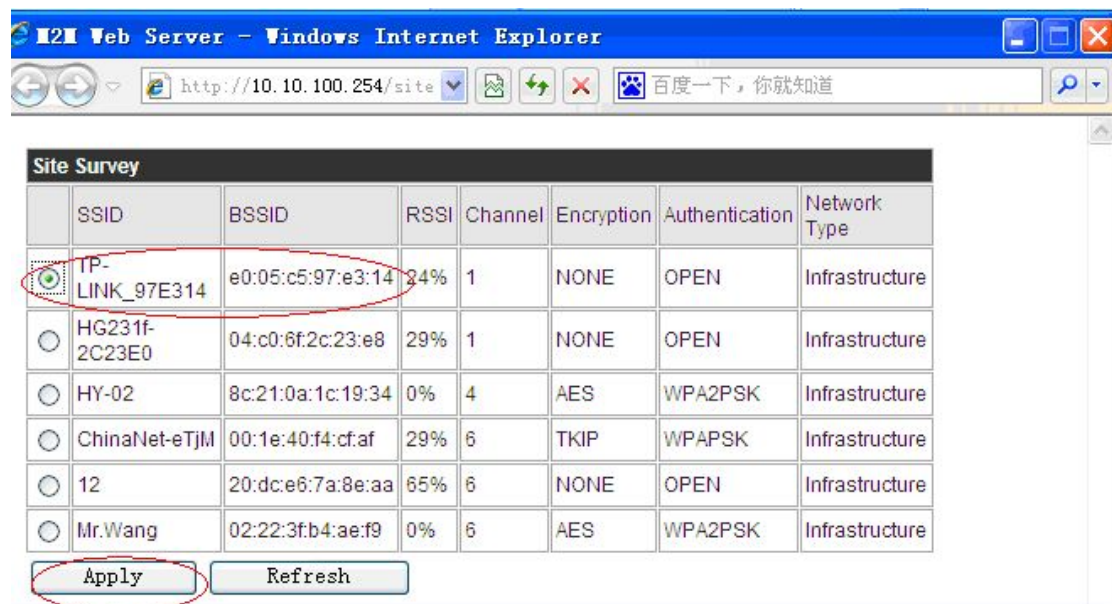 M2M Web Server - Windows Internet Explorer
http://10.10.100.254/site 百度一下，你就知道
Site Survey
SSID BSSID RSSI Channel Encryption Authentication Network Type
TP-LINK_97E314 e0:05:c5:97:e3:14 24% 1 NONE OPEN Infrastructure
HG231f-2C23E0 04:c0:6f:2c:23:e8 29% 1 NONE OPEN Infrastructure
HY-02 8c:21:0a:1c:19:34 0% 4 AES WPA2PSK Infrastructure
ChinaNet-eTjM 00:1e:40:f4:cf:af 29% 6 TKIP WPAPSK Infrastructure
12 20:dc:e6:7a:8e:aa 65% 6 NONE OPEN Infrastructure
Mr.Wang 02:22:3f:b4:ae:f9 0% 6 AES WPA2PSK Infrastructure
Apply Refresh